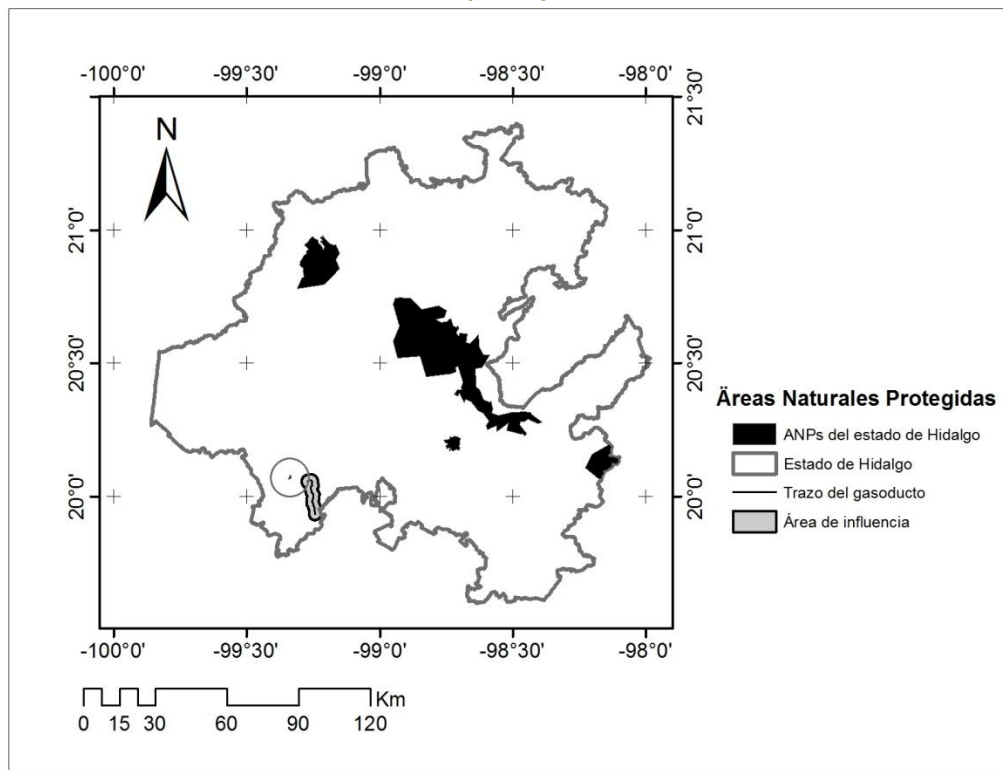 -100°0' -99°30' -99°0' -98°30' -98°0'
21°30'
N
21°0' 21°0'
20°30' 20°30'
20°0' 20°0'
-100°0' -99°30' -99°0' -98°30' -98°0'
Km
0 15 30 60 90 120
Äreas Naturales Protegidas
ANPs del estado de Hidalgo
Estado de Hidalgo
Trazo del gasoducto
Área de influencia